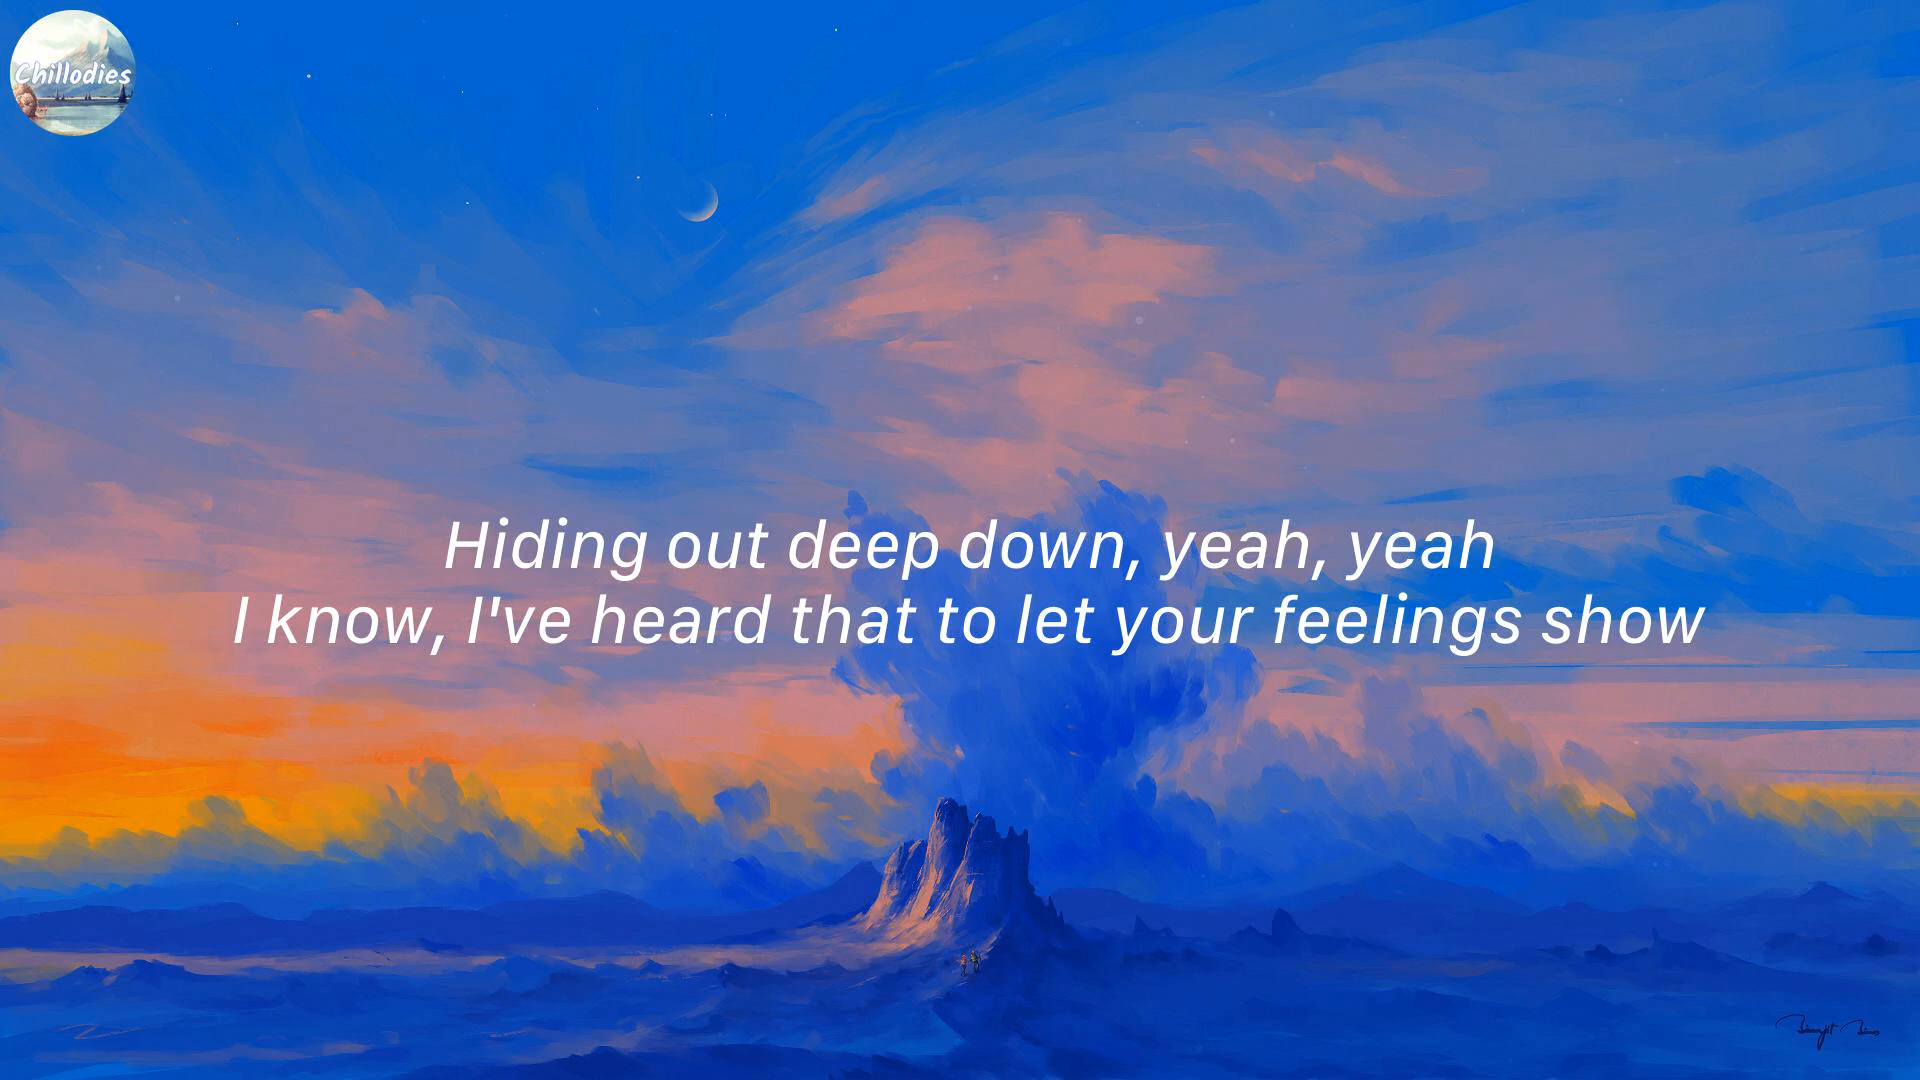 Chillodies
Hiding out deep down, yeah, yeah
I know, I've heard that to let your feelings show